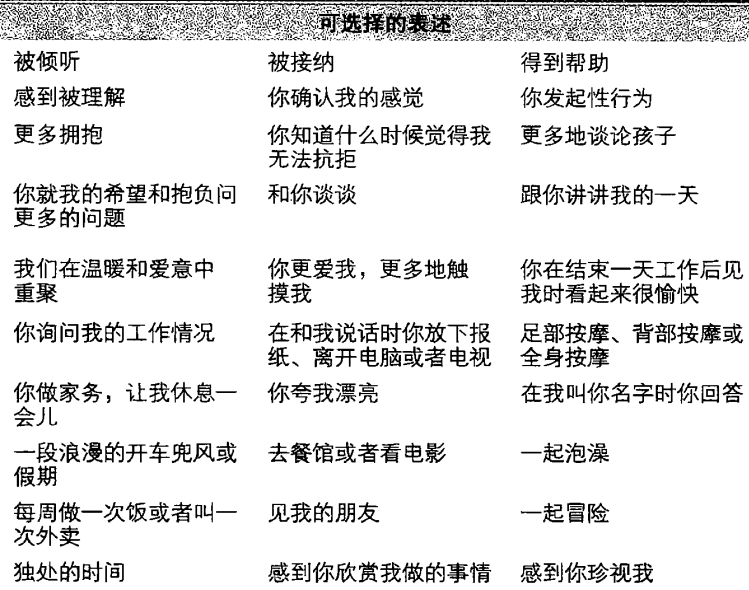 可选择的表述
被倾听 被接纳 得到帮助
感到被理解 你确认我的感觉 你发起性行为
更多拥抱 你知道什么时候觉得我 更多地谈论孩子
无法抗拒
你就我的希望和抱负问 和你谈谈 跟你讲讲我的一天
更多的问题
我们在温暖和爱意中 你更爱我，更多地触 你在结束一天工作后见
重聚 摸我 我时看起来很愉快
你询问我的工作情况 在和我说话时你放下报 足部按摩、背部按摩或
纸、离开电脑或者电视 全身按摩
你做家务，让我休息一 你夸我漂亮 在我叫你名字时你回答
会儿
一段浪漫的开车兜风或 去餐馆或者看电影 一起泡澡
假期
每周做一次饭或者叫一 见我的朋友 一起冒险
次外卖
独处的时间 感到你欣赏我做的事情 感到你珍视我